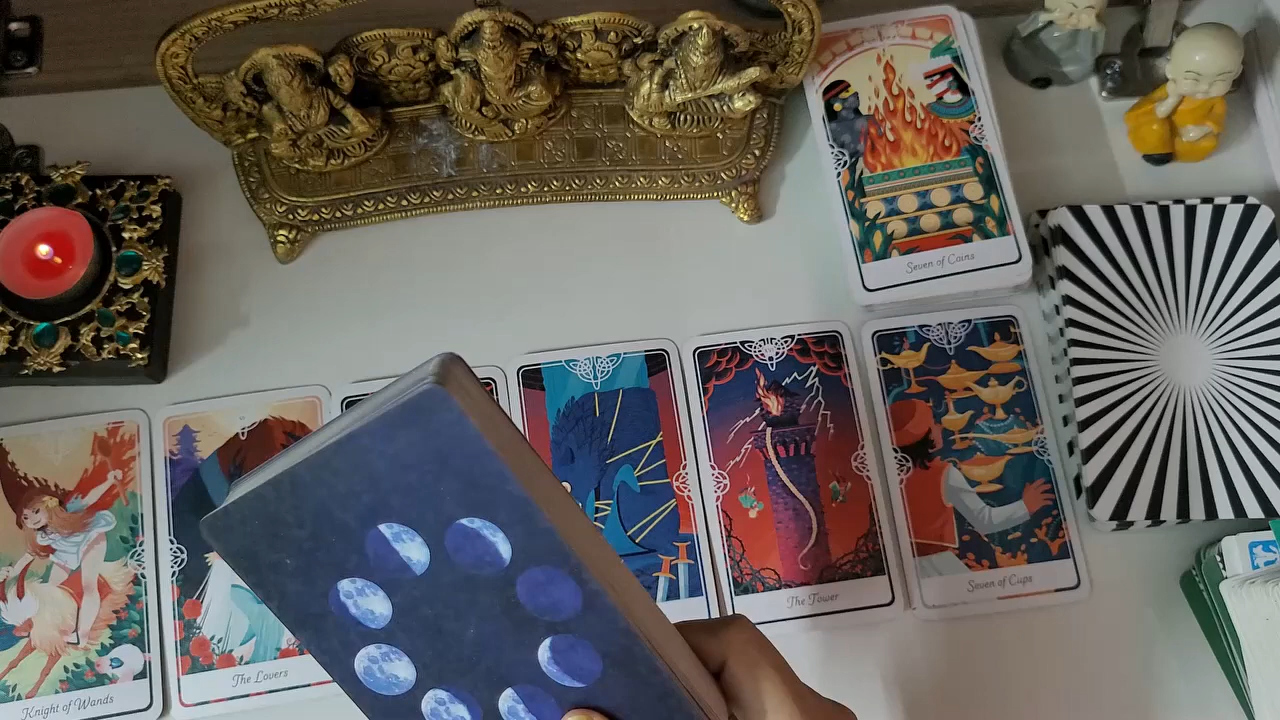 Seven of Coins
Knight of Wands
The Lovers
The Tower
Seven of Cups